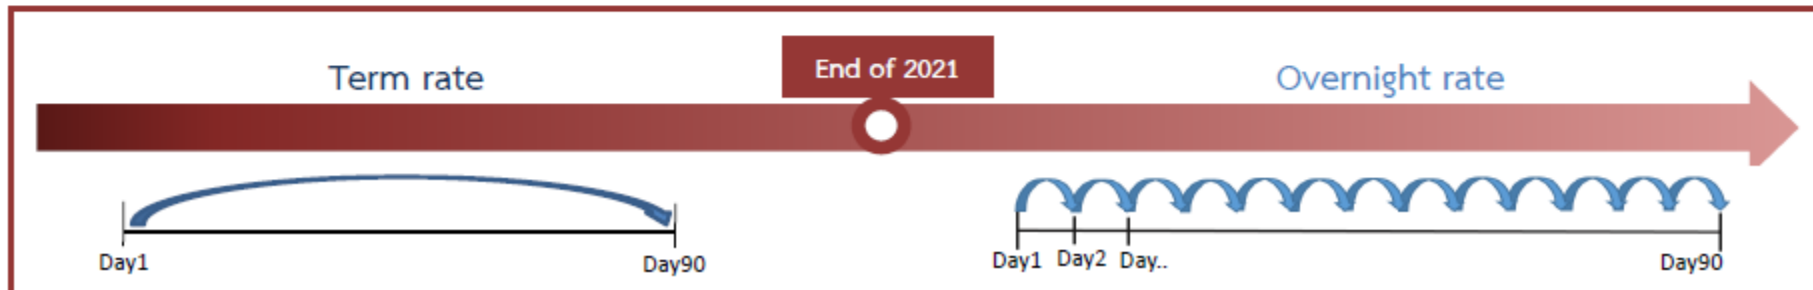 Term rate
End of 2021
Overnight rate
Day1
Day90
Day1
Day2
Day..
Day90